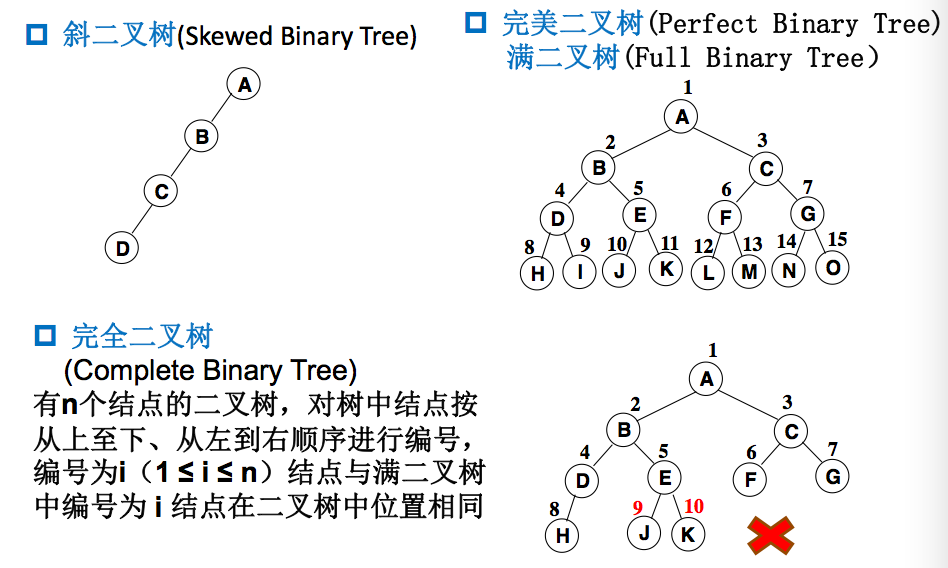 斜二叉树(Skewed Binary Tree)
A
B
C
D
完美二叉树(Perfect Binary Tree)
满二叉树(Full Binary Tree)
1
A
2 3
B C
4 5 6 7
D E F G
8 9 10 11 12 13 14 15
H I J K L M N O
完全二叉树
(Complete Binary Tree)
有n个结点的二叉树，对树中结点按
从上至下、从左到右顺序进行编号，
编号为i（1≤i≤n）结点与满二叉树
中编号为 i 结点在二叉树中位置相同
1
A
2 3
B C
4 5 6 7
D E F G
8 9 10
H J K